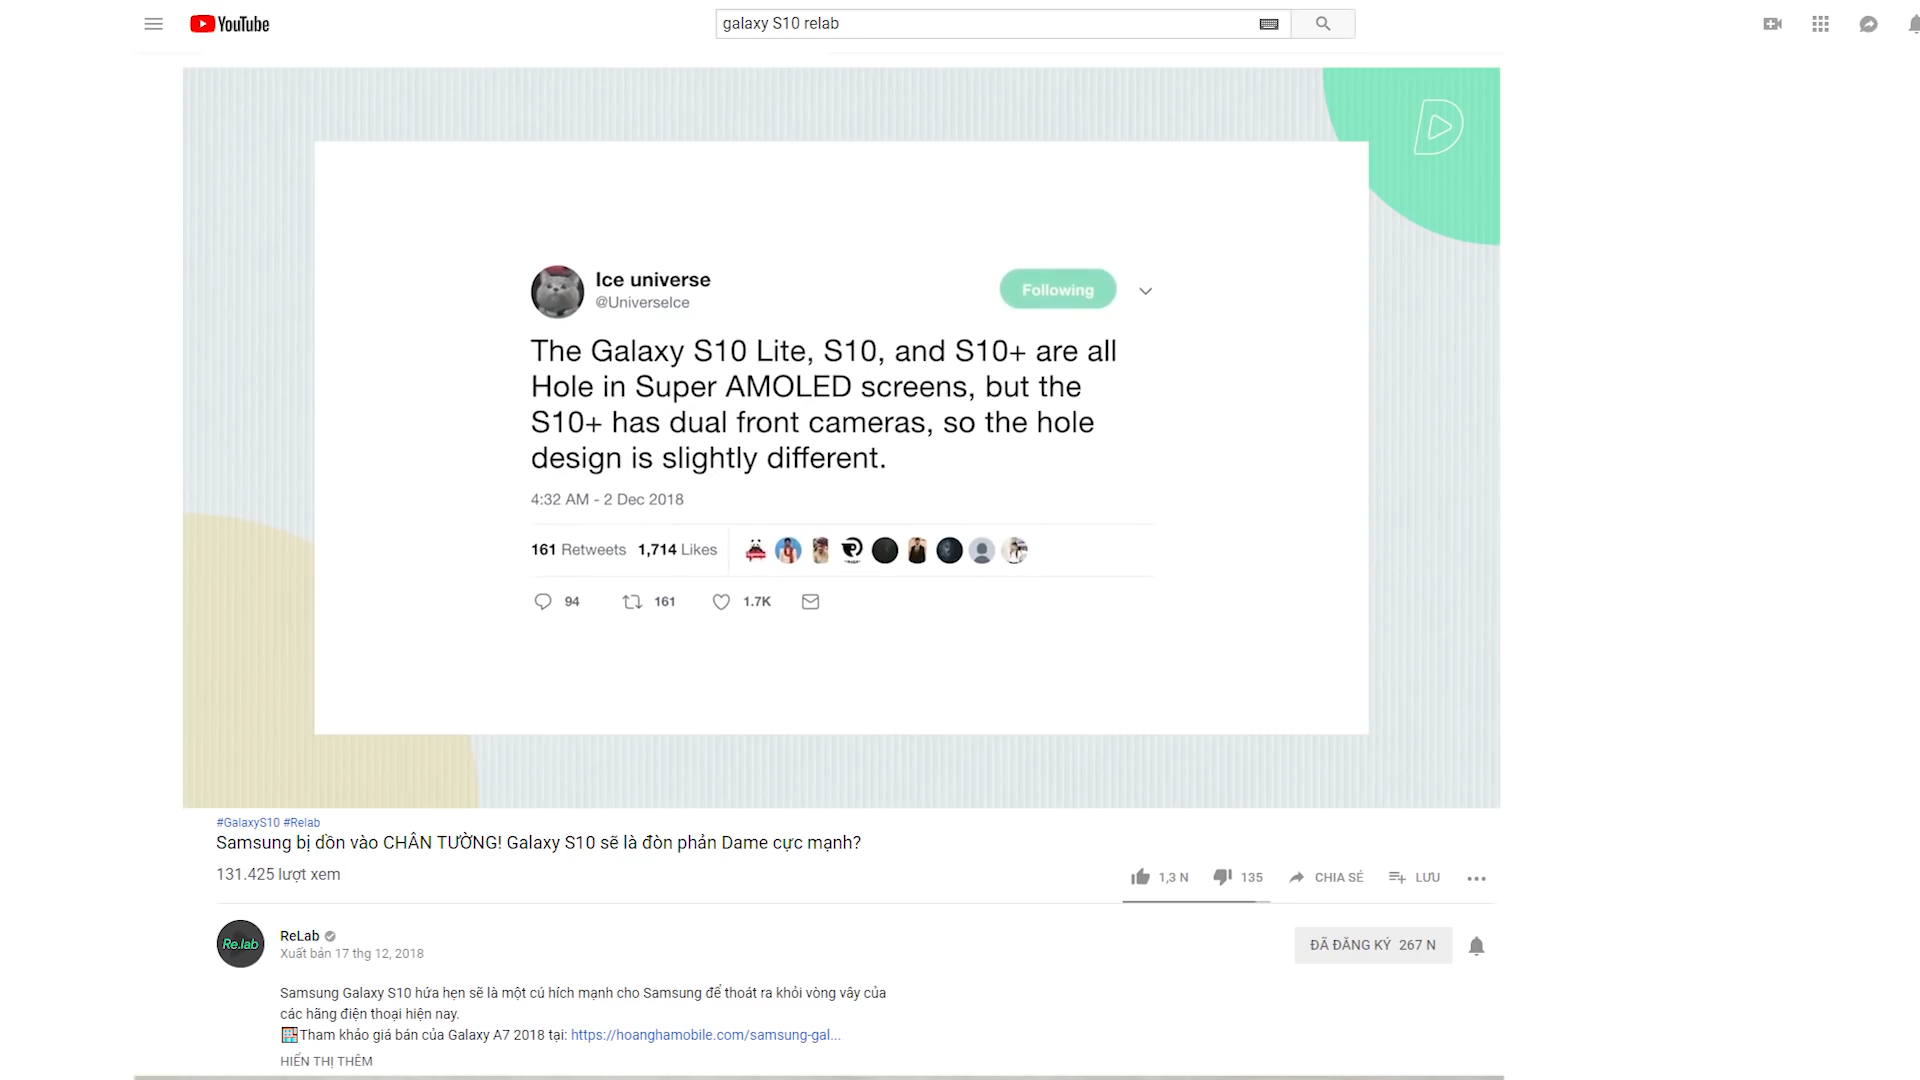 YouTube
galaxy S10 relab
Ice universe
@UniverseIce
Following
The Galaxy S10 Lite, S10, and S10+ are all
Hole in Super AMOLED screens, but the
S10+ has dual front cameras, so the hole
design is slightly different.
4:32 AM - 2 Dec 2018
161 Retweets 1,714 Likes
94 161 1.7K
#GalaxyS10 #Relab
Samsung bị dồn vào CHÂN TƯỜNG! Galaxy S10 sẽ là đòn phản Dame cực mạnh?
131.425 lượt xem
1,3 N 135 CHIA SẺ LƯU
Re.lab
ReLab
Xuất bản 17 thg 12, 2018
ĐÃ ĐĂNG KÝ 267 N
Samsung Galaxy S10 hứa hẹn sẽ là một cú hích mạnh cho Samsung để thoát ra khỏi vòng vây của
các hãng điện thoại hiện nay.
Tham khảo giá bán của Galaxy A7 2018 tại: https://hoanghamobile.com/samsung-gal...
HIỂN THỊ THÊM